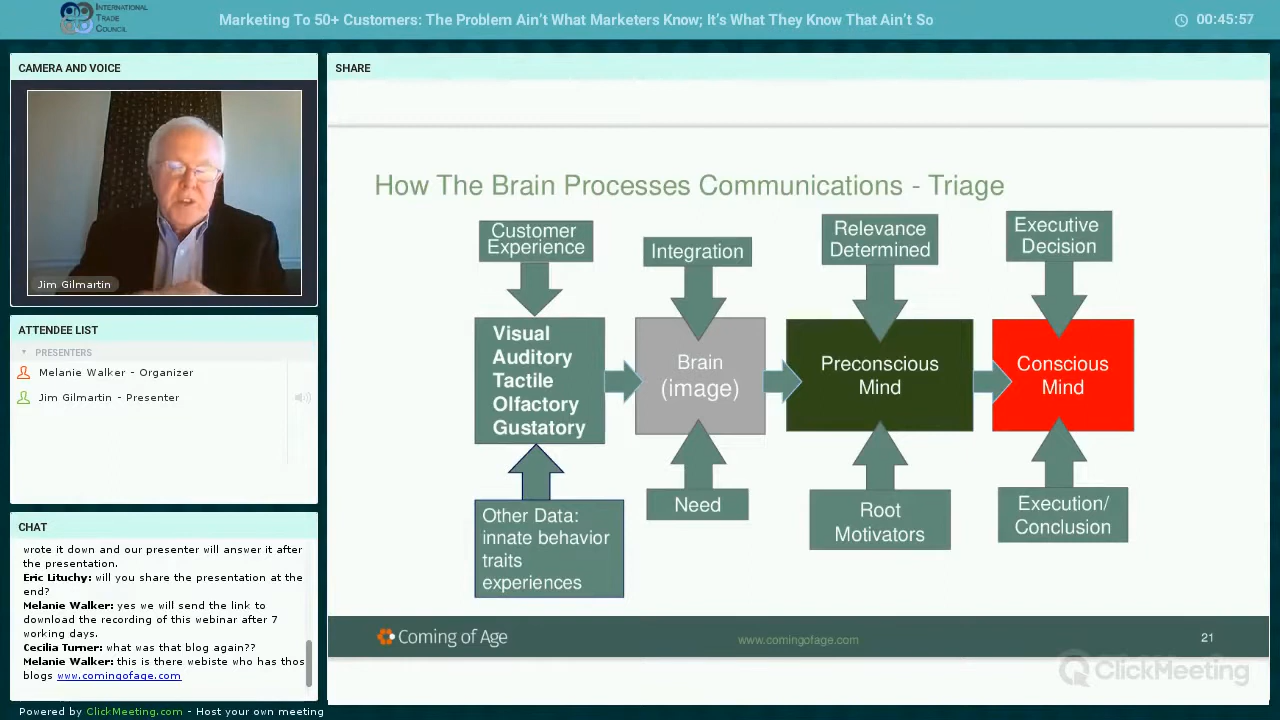 INTERNATIONAL
TRADE
COUNCIL
Marketing To 50+ Customers: The Problem Ain't What Marketers Know; It's What They Know That Ain't So
00:45:57
CAMERA AND VOICE
Jim Gilmartin
ATTENDEE LIST
PRESENTERS
Melanie Walker - Organizer
Jim Gilmartin - Presenter
CHAT
wrote it down and our presenter will answer it after
the presentation.
Eric Lituchy: will you share the presentation at the
end?
Melanie Walker: yes we will send the link to
download the recording of this webinar after 7
working days.
Cecilia Turner: what was that blog again??
Melanie Walker: this is there webiste who has thos
blogs www.comingofage.com
SHARE
How The Brain Processes Communications - Triage
Customer
Experience
Integration
Relevance
Determined
Executive
Decision
Visual
Auditory
Tactile
Olfactory
Gustatory
Brain
(image)
Preconscious
Mind
Conscious
Mind
Other Data:
innate behavior
traits
experiences
Need
Root
Motivators
Execution/
Conclusion
Coming of Age
www.comingofage.com
21
ClickMeeting
Powered by ClickMeeting.com - Host your own meeting